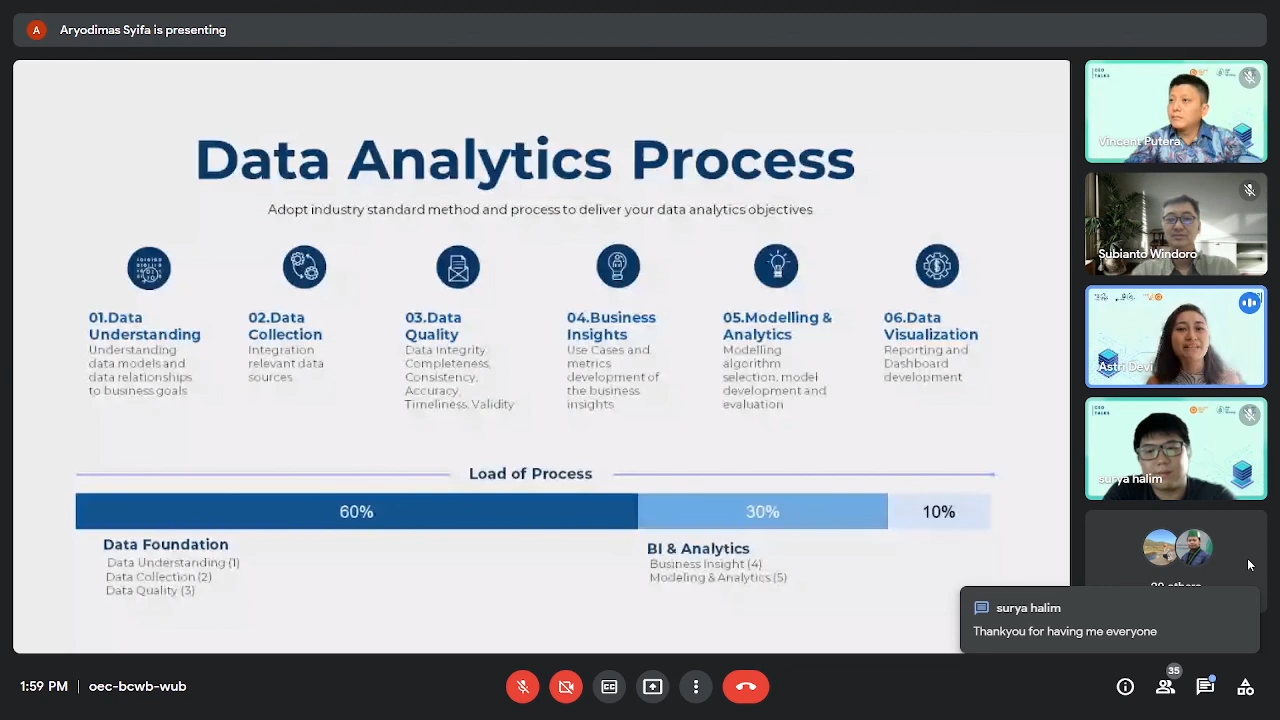 A
Aryodimas Syifa is presenting
Data Analytics Process
Adopt industry standard method and process to deliver your data analytics objectives
01.Data
Understanding
Understanding
data models and
data relationships
to business goals
02.Data
Collection
Integration
relevant data
sources
03.Data
Quality
Data Integrity
Completeness,
Consistency,
Accuracy
Timeliness, Validity
04.Business
Insights
Use Cases and
metrics
development of
the business
insights
05.Modelling &
Analytics
Modelling
algorithm
selection, model
development and
evaluation
06.Data
Visualization
Reporting and
Dashboard
development
Load of Process
60%
30%
10%
Data Foundation
Data Understanding (1)
Data Collection (2)
Data Quality (3)
BI & Analytics
Business Insight (4)
Modeling & Analytics (5)
CEO
TALKS
Vincent Putera
Subianto Windoro
Astri Devi
CEO
TALKS
surya halim
others
surya halim
Thankyou for having me everyone
1:59 PM
oec-bcwb-wub
35